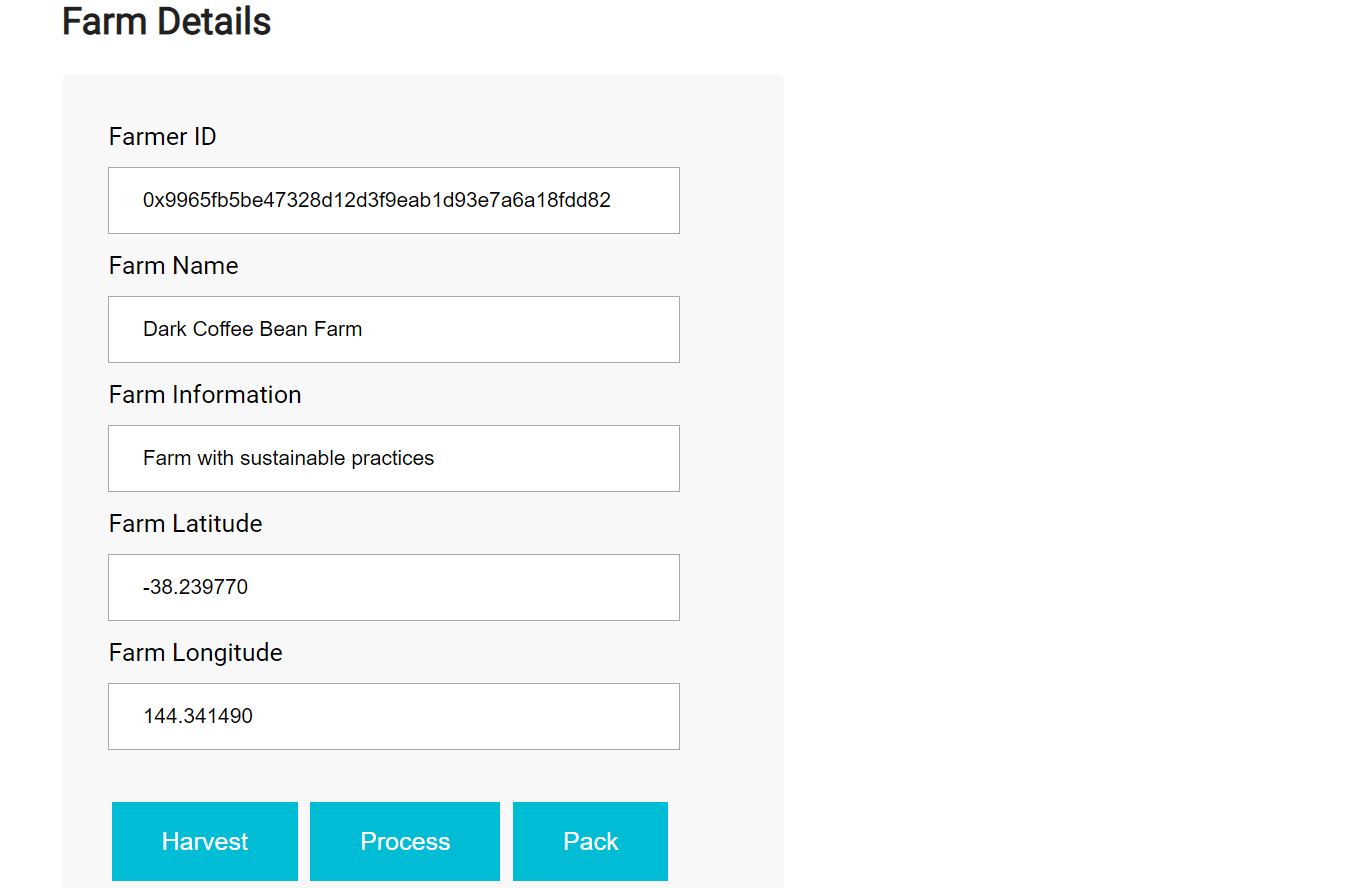 Farm Details
Farmer ID
0x9965fb5be47328d12d3f9eab1d93e7a6a18fdd82
Farm Name
Dark Coffee Bean Farm
Farm Information
Farm with sustainable practices
Farm Latitude
-38.239770
Farm Longitude
144.341490
Harvest Process Pack